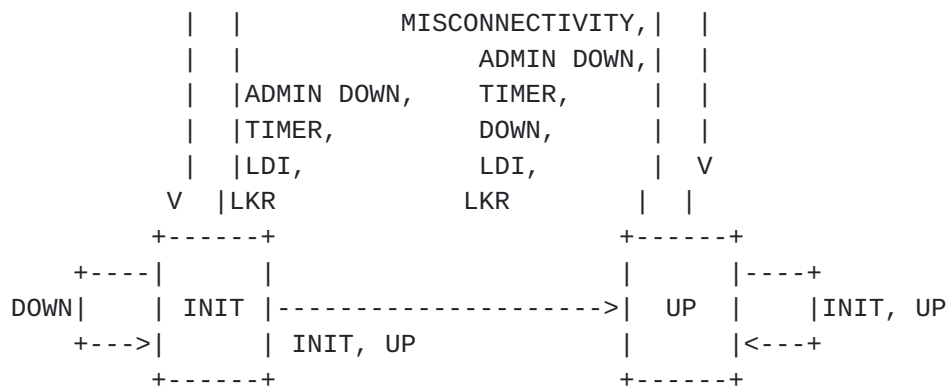 |  |          MISCONNECTIVITY,|  |
            |  |                ADMIN DOWN,|  |
            |  |ADMIN DOWN,     TIMER,     |  |
            |  |TIMER,          DOWN,      |  |
            |  |LDI,            LDI,       |  V
            V  |LKR            LKR        |  |
           +------+                      +------+
      +----|      |                      |      |----+
  DOWN|    | INIT |--------------------->|  UP  |    |INIT, UP
      +--->|      | INIT, UP             |      |<---+
           +------+                      +------+